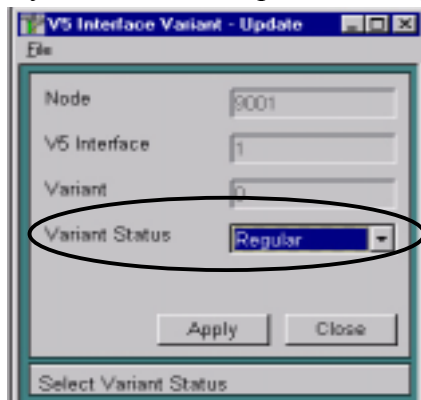 V5 Interface Variant - Update
File
Node 9001
V5 Interface 1
Variant 0
Variant Status Regular
Apply Close
Select Variant Status